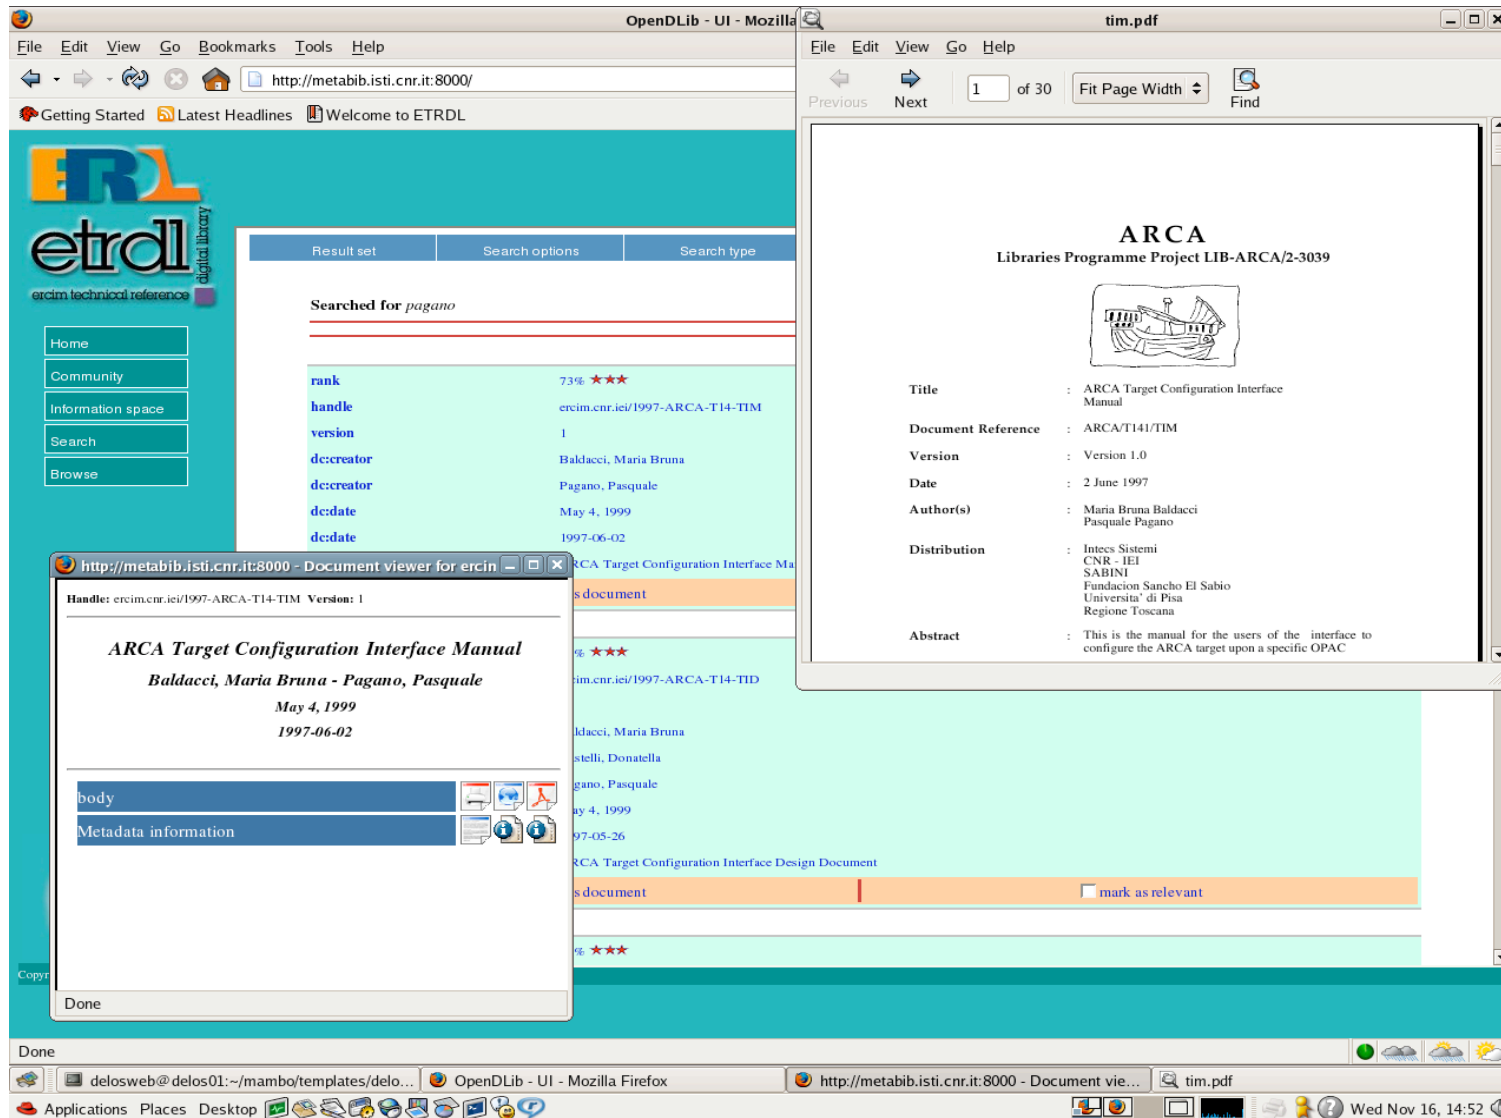 OpenDLib - UI - Mozilla
File Edit View Go Bookmarks Tools Help
http://metabib.isti.cnr.it:8000/
Getting Started Latest Headlines Welcome to ETRDL
ERL
etrdl
digital library
ercim technical reference
Home
Community
Information space
Search
Browse
Result set Search options Search type
Searched for pagano
rank 73%
handle ercim.cnr.iei/1997-ARCA-T14-TIM
version 1
dc:creator Baldacci, Maria Bruna
dc:creator Pagano, Pasquale
dc:date May 4, 1999
dc:date 1997-06-02
RCA Target Configuration Interface Ma
s document
%
cim.cnr.iei/1997-ARCA-T14-TID
ldacci, Maria Bruna
stelli, Donatella
gano, Pasquale
ay 4, 1999
97-05-26
RCA Target Configuration Interface Design Document
s document mark as relevant
%
Copyr
Done
http://metabib.isti.cnr.it:8000 - Document viewer for ercin
Handle: ercim.cnr.iei/1997-ARCA-T14-TIM Version: 1
ARCA Target Configuration Interface Manual
Baldacci, Maria Bruna - Pagano, Pasquale
May 4, 1999
1997-06-02
body
Metadata information
Done
tim.pdf
File Edit View Go Help
Previous Next 1 of 30 Fit Page Width Find
ARCA
Libraries Programme Project LIB-ARCA/2-3039
Title : ARCA Target Configuration Interface
Manual
Document Reference : ARCA/T141/TIM
Version : Version 1.0
Date : 2 June 1997
Author(s) : Maria Bruna Baldacci
Pasquale Pagano
Distribution : Intecs Sistemi
CNR - IEI
SABINI
Fundacion Sancho El Sabio
Universita' di Pisa
Regione Toscana
Abstract : This is the manual for the users of the interface to
configure the ARCA target upon a specific OPAC
delosweb@delos01:~/mambo/templates/delo... OpenDLib - UI - Mozilla Firefox http://metabib.isti.cnr.it:8000 - Document vie... tim.pdf
Applications Places Desktop Wed Nov 16, 14:52